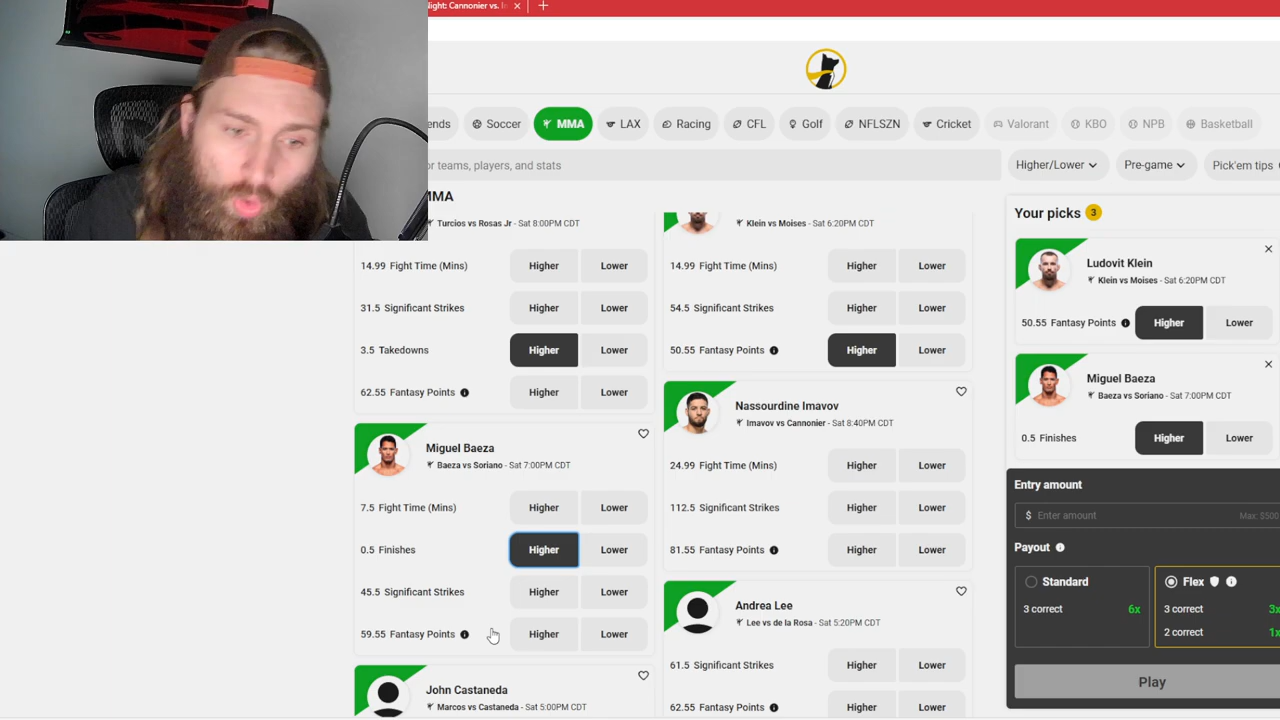 light: Cannonier vs. I
ends
Soccer
MMA
LAX
Racing
CFL
Golf
NFLSZN
Cricket
Valorant
KBO
NPB
Basketball
or teams, players, and stats
Higher/Lower
Pre-game
Pick'em tips
MMA
Turcios vs Rosas Jr - Sat 8:00PM CDT
14.99 Fight Time (Mins) Higher Lower
31.5 Significant Strikes Higher Lower
3.5 Takedowns Higher Lower
62.55 Fantasy Points Higher Lower
Miguel Baeza
Baeza vs Soriano - Sat 7:00PM CDT
7.5 Fight Time (Mins) Higher Lower
0.5 Finishes Higher Lower
45.5 Significant Strikes Higher Lower
59.55 Fantasy Points Higher Lower
John Castaneda
Marcos vs Castaneda - Sat 5:00PM CDT
Klein vs Moises - Sat 6:20PM CDT
14.99 Fight Time (Mins) Higher Lower
54.5 Significant Strikes Higher Lower
50.55 Fantasy Points Higher Lower
Nassourdine Imavov
Imavov vs Cannonier - Sat 8:40PM CDT
24.99 Fight Time (Mins) Higher Lower
112.5 Significant Strikes Higher Lower
81.55 Fantasy Points Higher Lower
Andrea Lee
Lee vs de la Rosa - Sat 5:20PM CDT
61.5 Significant Strikes Higher Lower
62.55 Fantasy Points Higher Lower
Your picks 3
Ludovit Klein
Klein vs Moises - Sat 6:20PM CDT
50.55 Fantasy Points Higher Lower
Miguel Baeza
Baeza vs Soriano - Sat 7:00PM CDT
0.5 Finishes Higher Lower
Entry amount
$ Enter amount Max: $500
Payout
Standard
3 correct 6x
Flex
3 correct 3x
2 correct 1x
Play